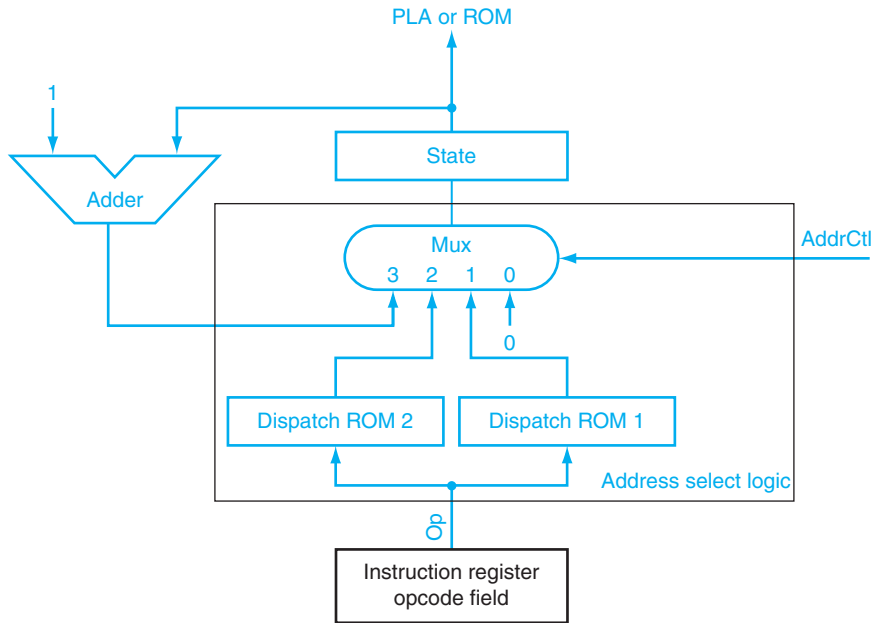 PLA or ROM
1
State
Adder
Mux
AddrCtl
3 2 1 0
0
Dispatch ROM 2
Dispatch ROM 1
Address select logic
Op
Instruction register
opcode field